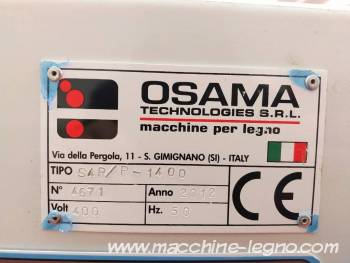 OSAMA
TECHNOLOGIES S.R.L.
macchine per legno
Via della Pergola, 11 - S. GIMIGNANO (SI) - ITALY
TIPO SAR/R-1400
N° 4671 Anno 2012
Volt 400 Hz. 50
CE
www.macchine-legno.com